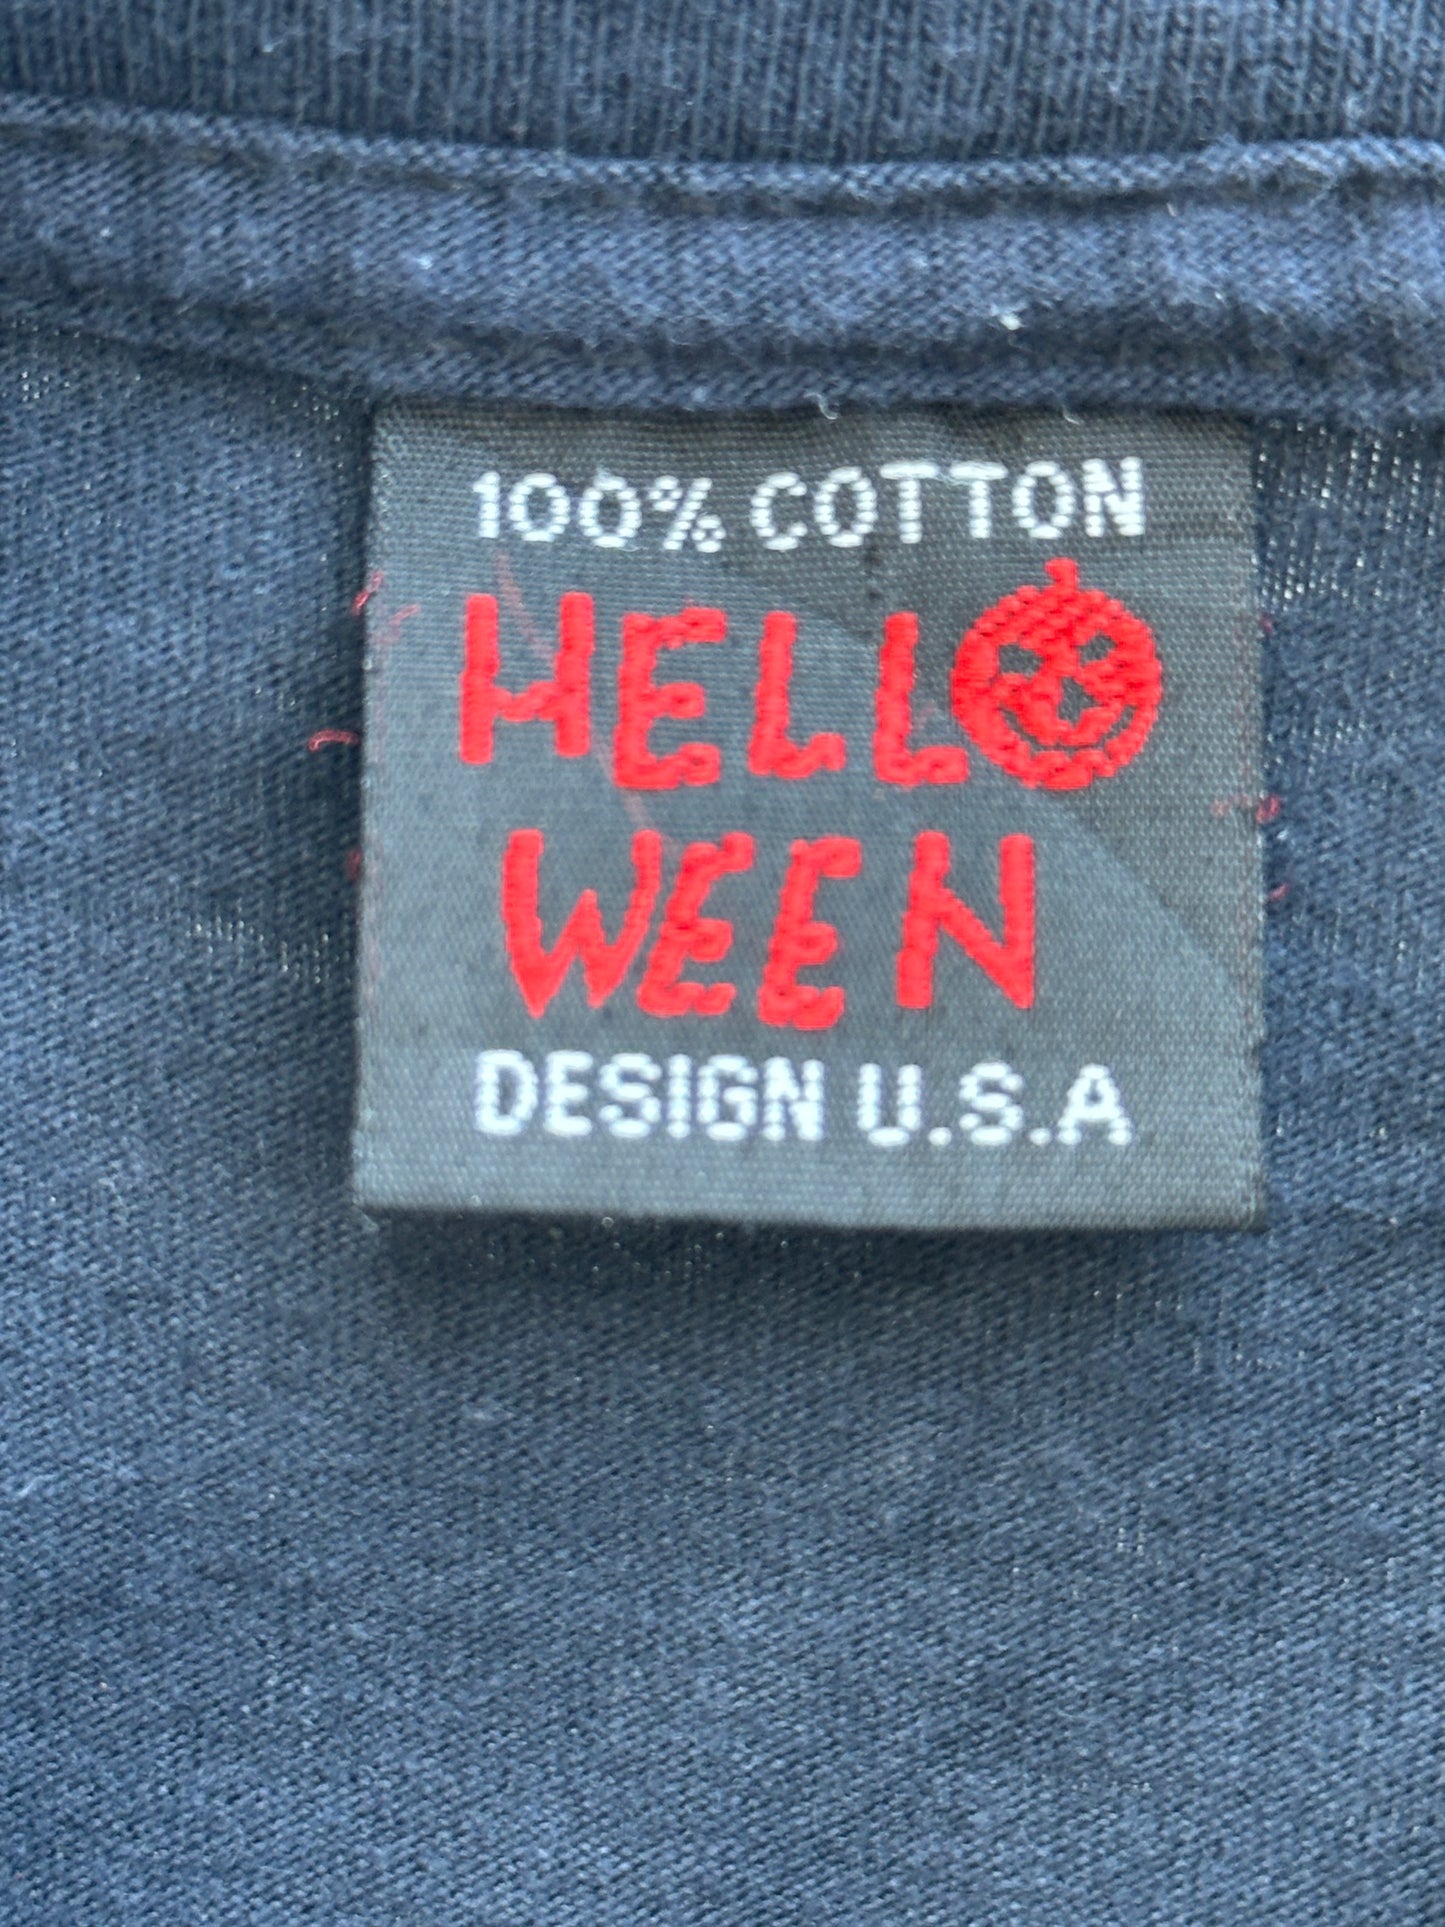 100% COTTON
HELLO
WEEN
DESIGN U.S.A